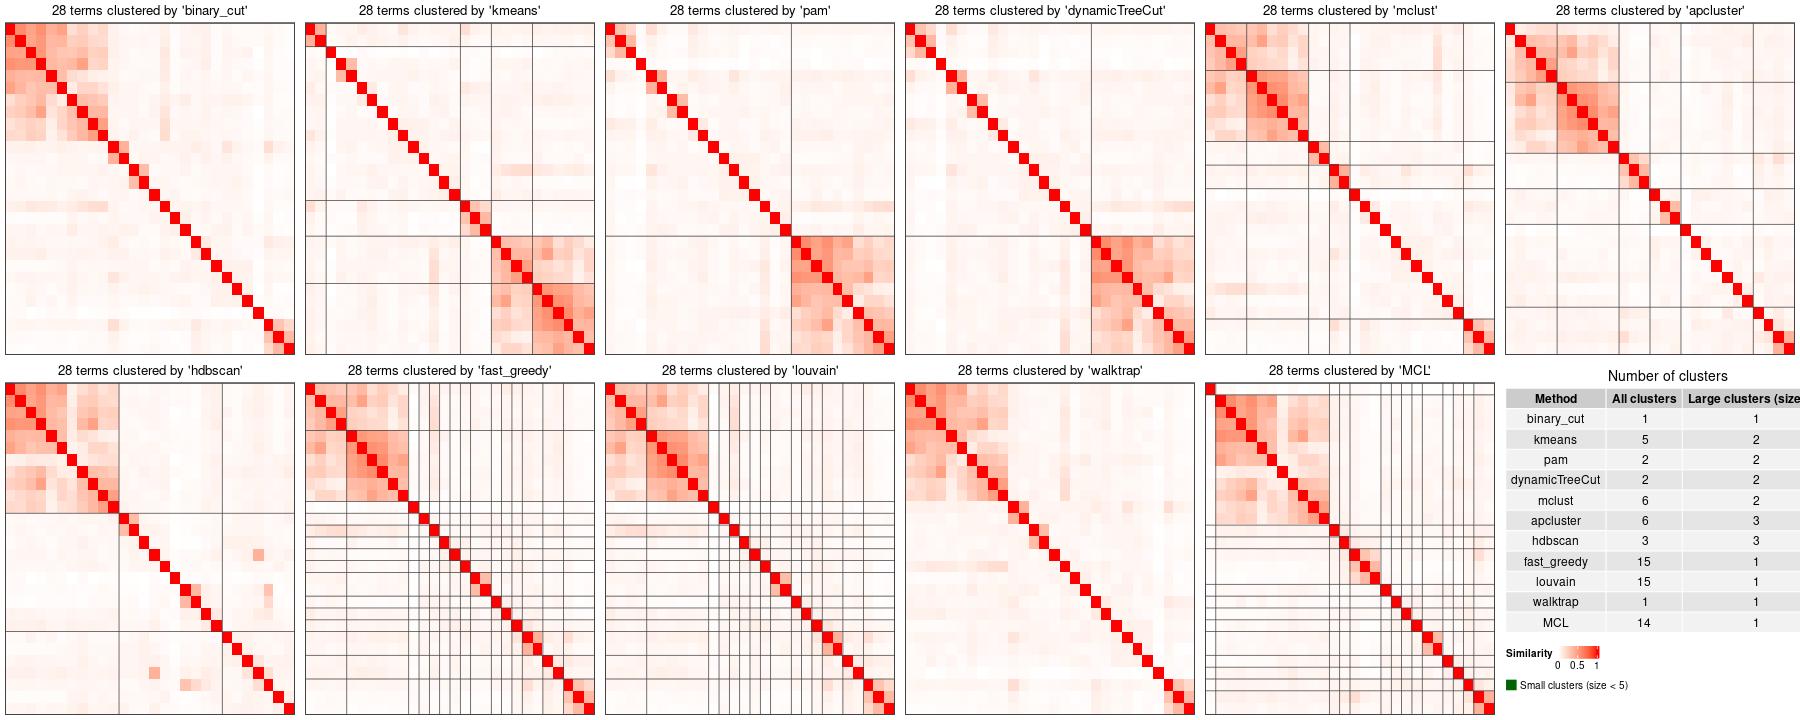 28 terms clustered by 'binary_cut'
28 terms clustered by 'kmeans'
28 terms clustered by 'pam'
28 terms clustered by 'dynamicTreeCut'
28 terms clustered by 'mclust'
28 terms clustered by 'apcluster'
28 terms clustered by 'hdbscan'
28 terms clustered by 'fast_greedy'
28 terms clustered by 'louvain'
28 terms clustered by 'walktrap'
28 terms clustered by 'MCL'
Number of clusters
Method All clusters Large clusters (size
binary_cut 1 1
kmeans 5 2
pam 2 2
dynamicTreeCut 2 2
mclust 6 2
apcluster 6 3
hdbscan 3 3
fast_greedy 15 1
louvain 15 1
walktrap 1 1
MCL 14 1
Similarity
0 0.5 1
Small clusters (size < 5)